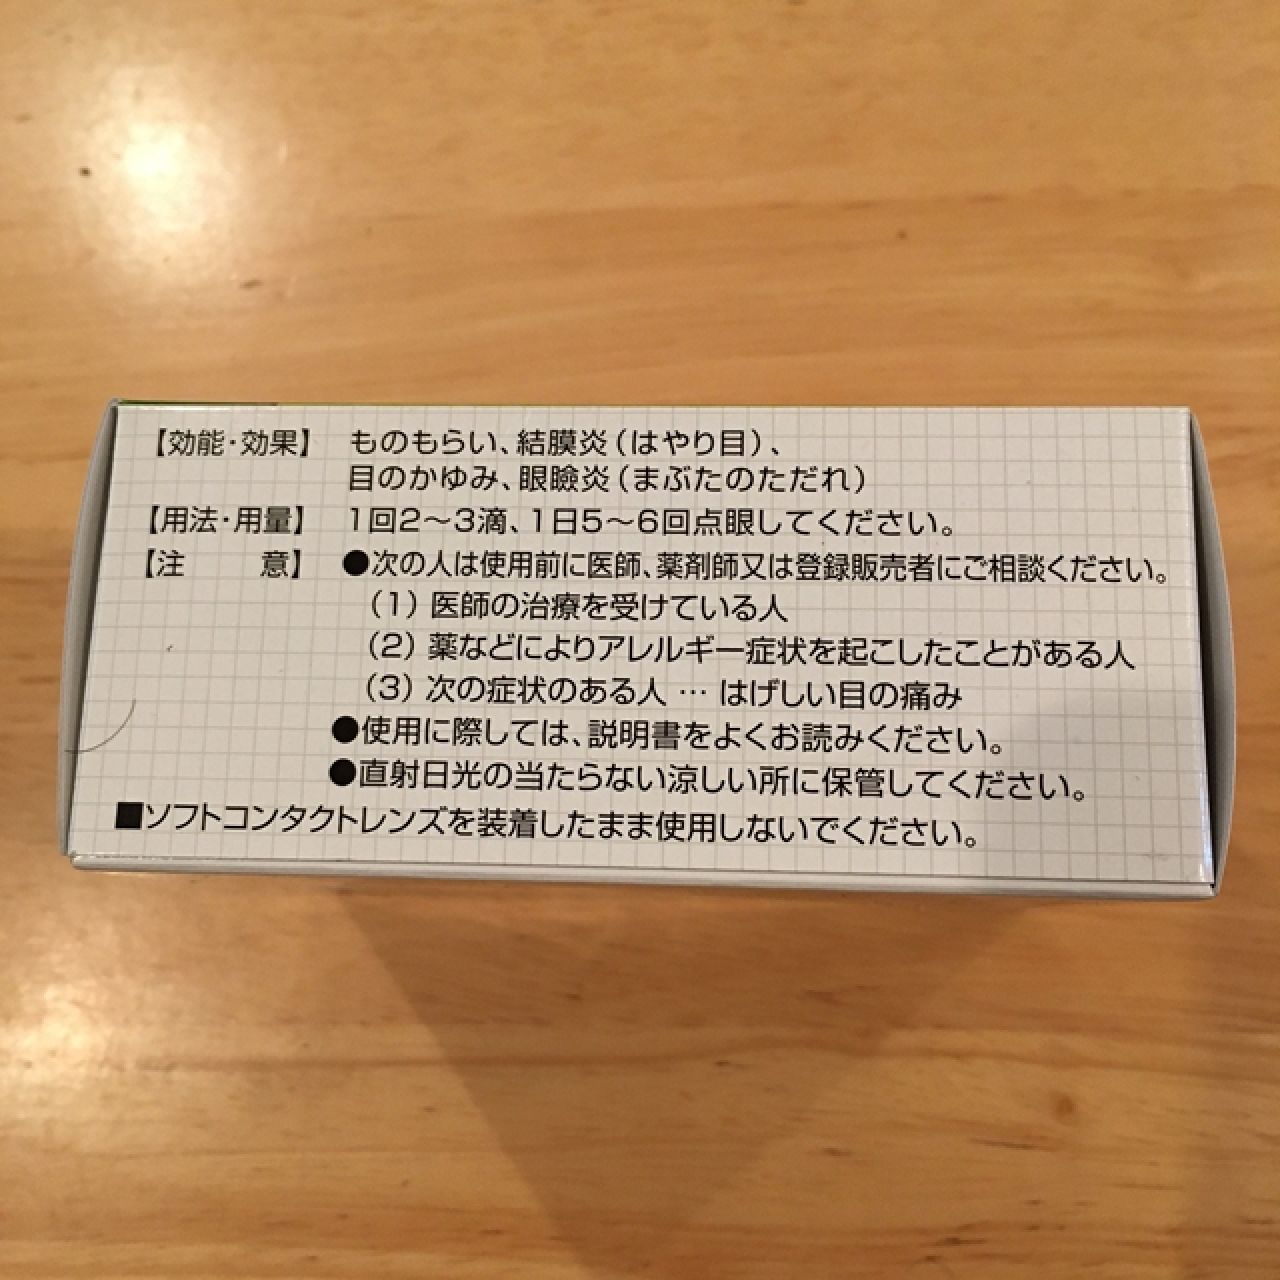 【効能・効果】 ものもらい、結膜炎（はやり目）、
目のかゆみ、眼瞼炎（まぶたのただれ）
【用法・用量】 1回2〜3滴、1日5〜6回点眼してください。
【注 意】 ●次の人は使用前に医師、薬剤師又は登録販売者にご相談ください。
（1）医師の治療を受けている人
（2）薬などによりアレルギー症状を起こしたことがある人
（3）次の症状のある人 … はげしい目の痛み
●使用に際しては、説明書をよくお読みください。
●直射日光の当たらない涼しい所に保管してください。
■ソフトコンタクトレンズを装着したまま使用しないでください。